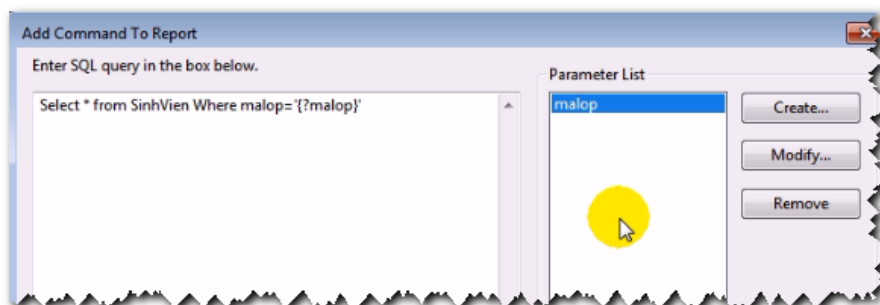 Add Command To Report
Enter SQL query in the box below.
Parameter List
Select * from SinhVien Where malop='{?malop}'
malop
Create...
Modify...
Remove